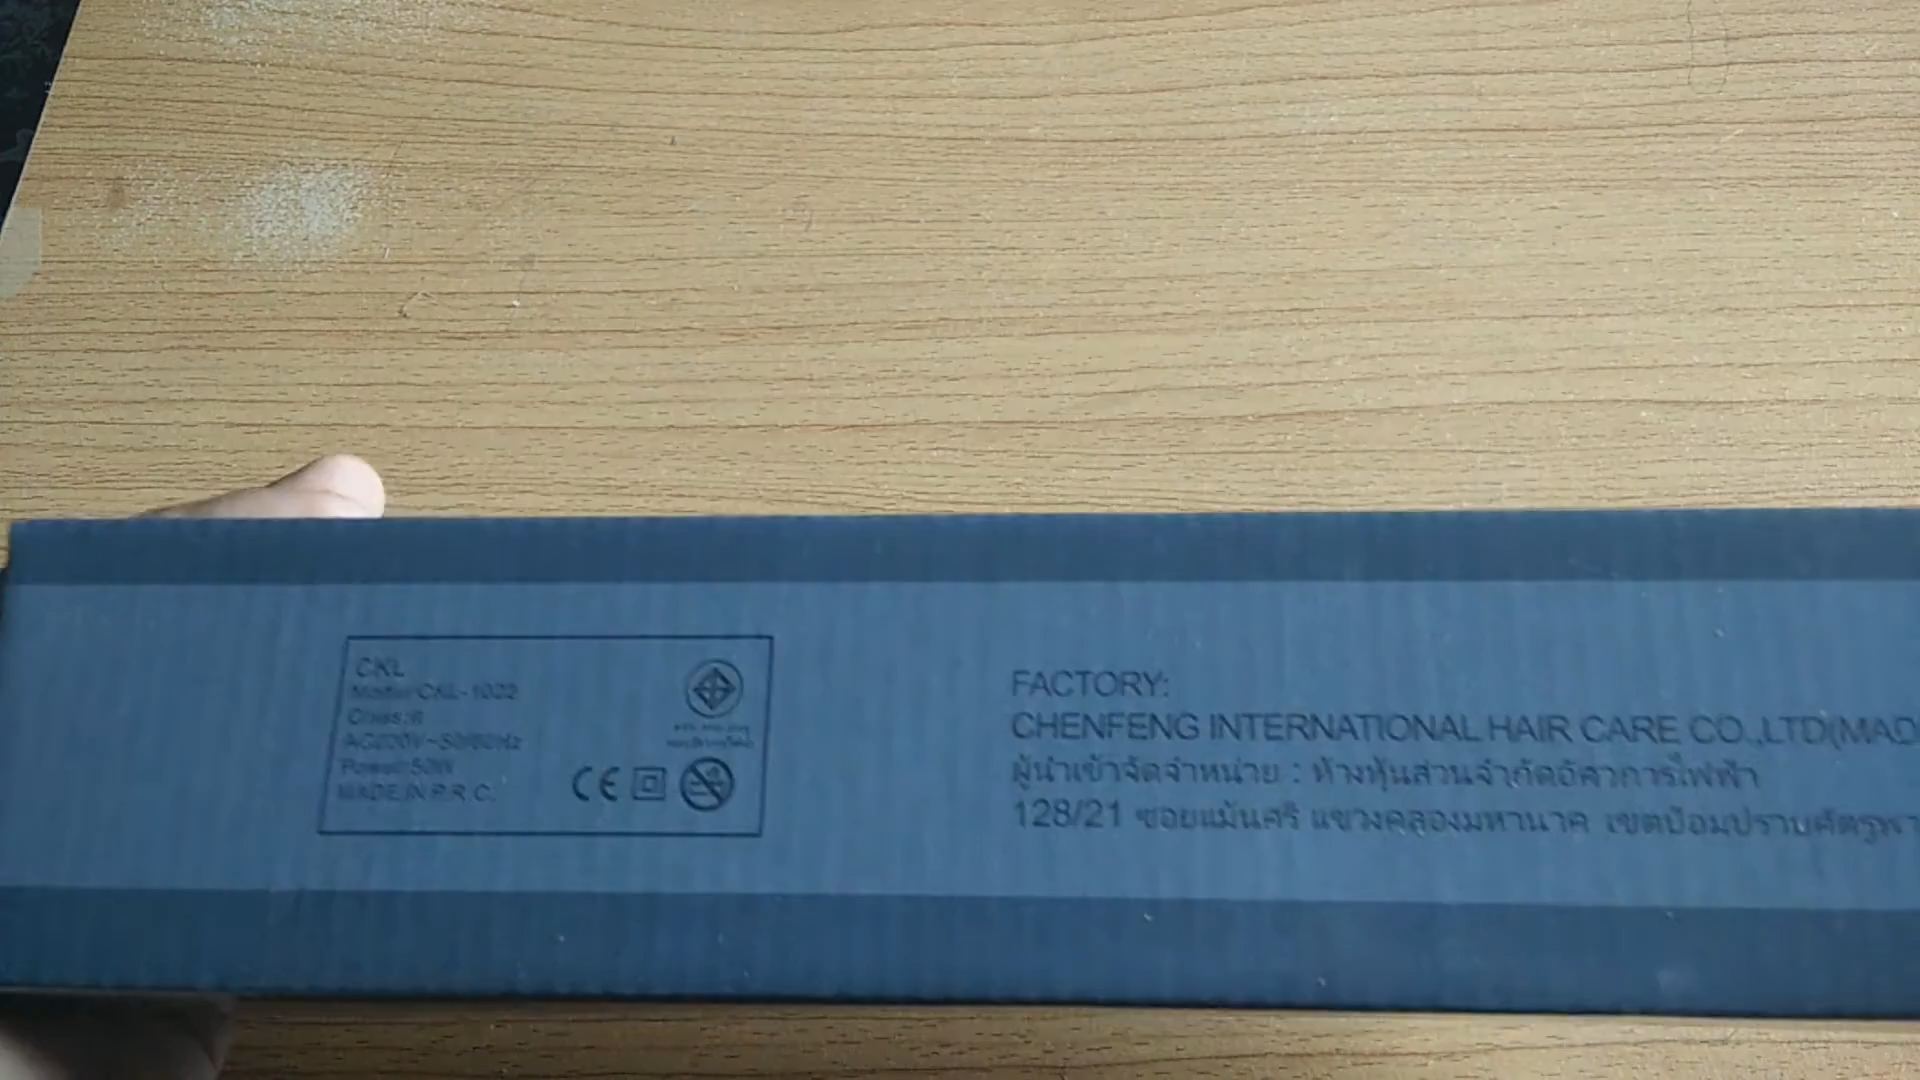 CKL
Model:CKL-1022
Class:II
AC220V~50/60Hz
Power:50W
MADE IN P.R.C.
CE
FACTORY:
CHENFENG INTERNATIONAL HAIR CARE CO.,LTD(MAD
ผู้นำเข้าจัดจำหน่าย : ห้างหุ้นส่วนจำกัดอัศวการไฟฟ้า
128/21 ซอยแม้นศรี แขวงคลองมหานาค เขตป้อมปราบศัตรูพ่า